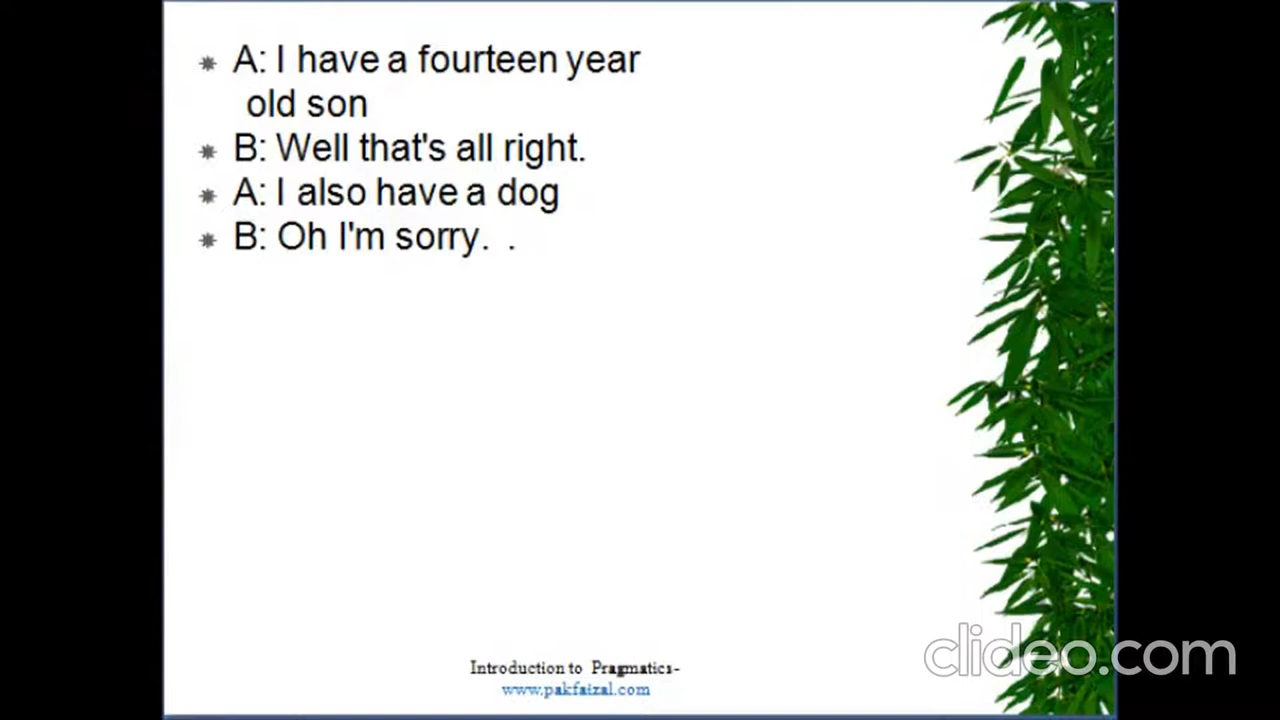 A: I have a fourteen year
old son
B: Well that's all right.
A: I also have a dog
B: Oh I'm sorry. .
Introduction to Pragmatics-
www.pakfaizal.com
clideo.com